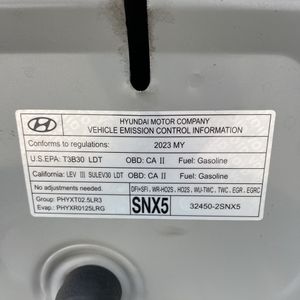 HYUNDAI MOTOR COMPANY
VEHICLE EMISSION CONTROL INFORMATION
Conforms to regulations: 2023 MY
U.S.EPA: T3B30 LDT OBD: CA II Fuel: Gasoline
California: LEV III SULEV30 LDT OBD: CA II Fuel: Gasoline
No adjustments needed. DFI+SFI, WR-HO2S, HO2S, WU-TWC, TWC, EGR, EGRC
Group: PHYXT02.5LR3
Evap.: PHYXR0125LRG
SNX5
32450-2SNX5